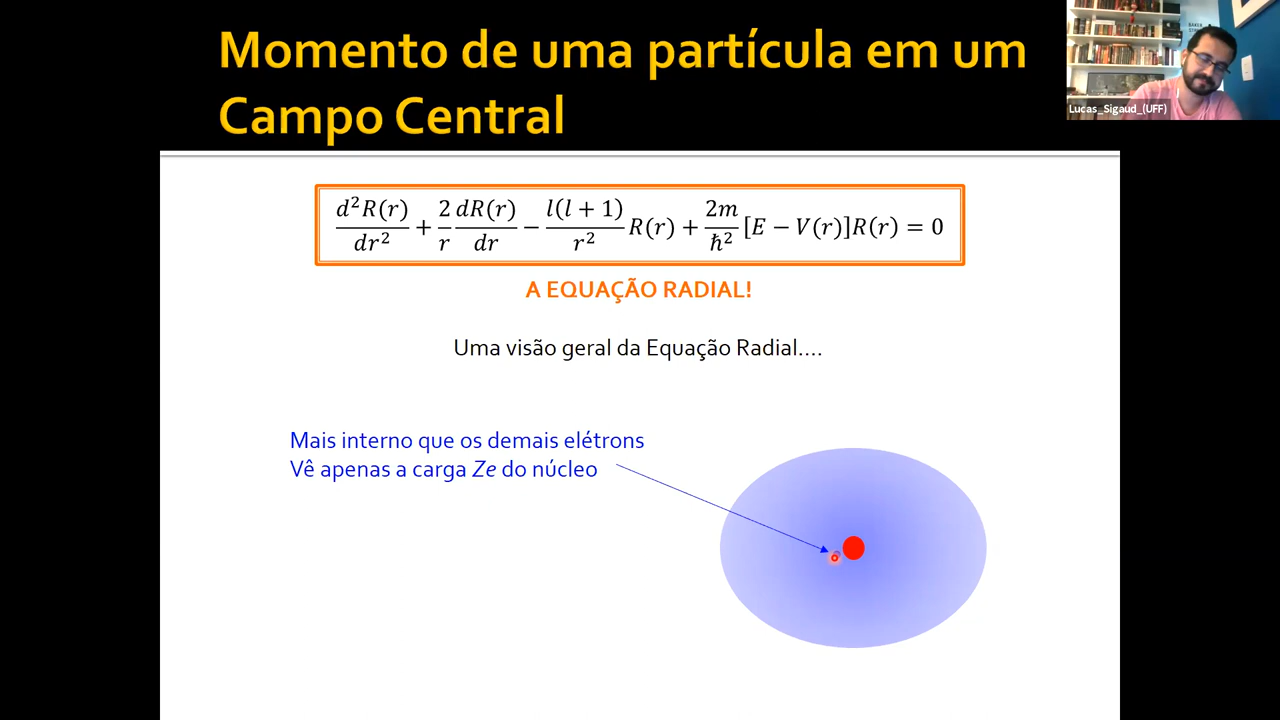 Momento de uma partícula em um
Campo Central
Lucas_Sigaud_(UFF)
d²R(r)/dr² + 2/r dR(r)/dr − l(l + 1)/r² R(r) + 2m/ħ² [E − V(r)]R(r) = 0
A EQUAÇÃO RADIAL!
Uma visão geral da Equação Radial....
Mais interno que os demais elétrons
Vê apenas a carga Ze do núcleo